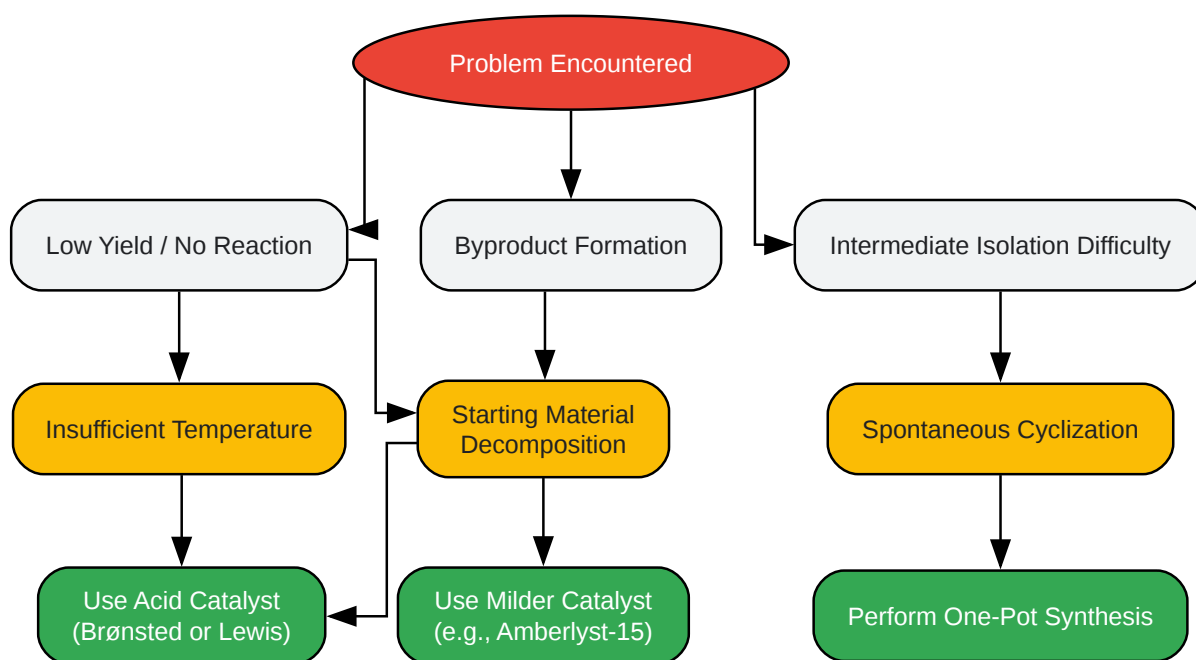 Problem Encountered
Low Yield / No Reaction
Byproduct Formation
Intermediate Isolation Difficulty
Insufficient Temperature
Starting Material
Decomposition
Spontaneous Cyclization
Use Acid Catalyst
(Brønsted or Lewis)
Use Milder Catalyst
(e.g., Amberlyst-15)
Perform One-Pot Synthesis